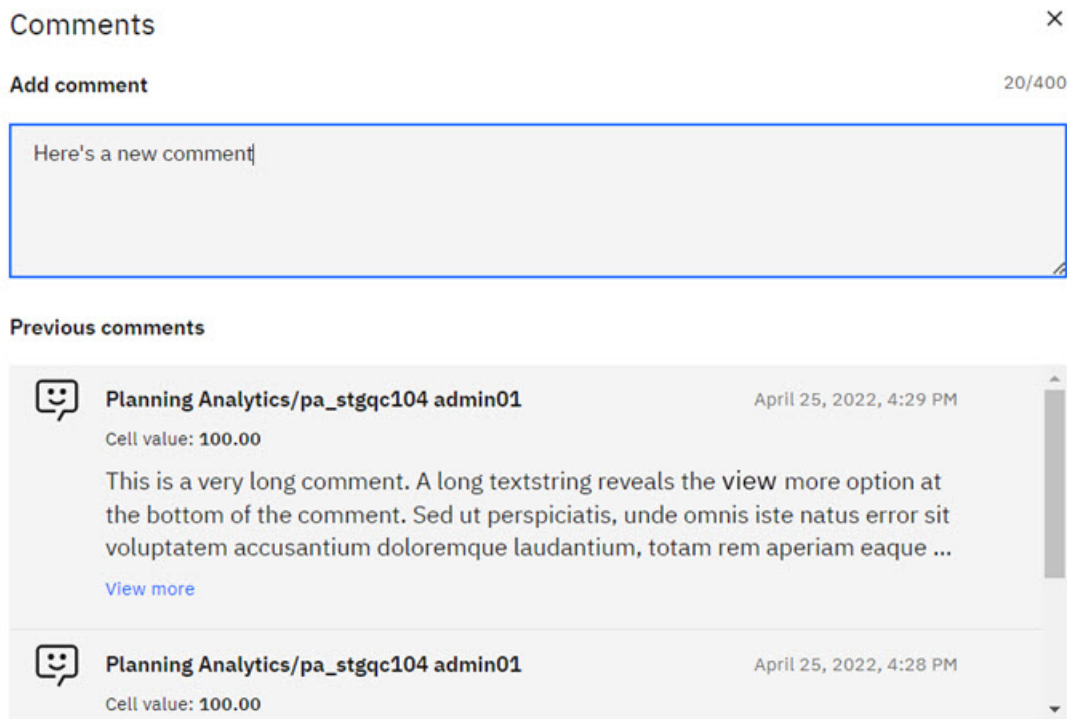 Comments
Add comment 20/400
Here's a new comment
Previous comments
Planning Analytics/pa_stgqc104 admin01 April 25, 2022, 4:29 PM
Cell value: 100.00
This is a very long comment. A long textstring reveals the view more option at
the bottom of the comment. Sed ut perspiciatis, unde omnis iste natus error sit
voluptatem accusantium doloremque laudantium, totam rem aperiam eaque ...
View more
Planning Analytics/pa_stgqc104 admin01 April 25, 2022, 4:28 PM
Cell value: 100.00